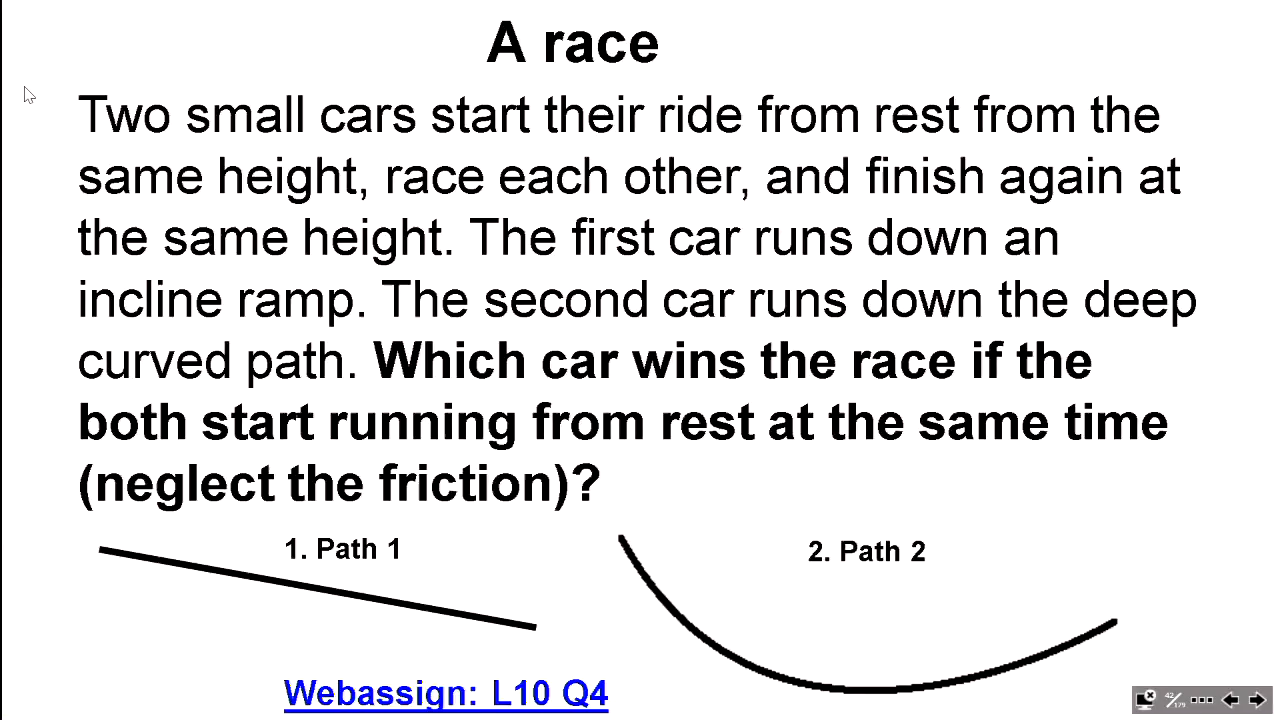 A race
Two small cars start their ride from rest from the
same height, race each other, and finish again at
the same height. The first car runs down an
incline ramp. The second car runs down the deep
curved path. Which car wins the race if the
both start running from rest at the same time
(neglect the friction)?
1. Path 1
2. Path 2
Webassign: L10 Q4
42/179